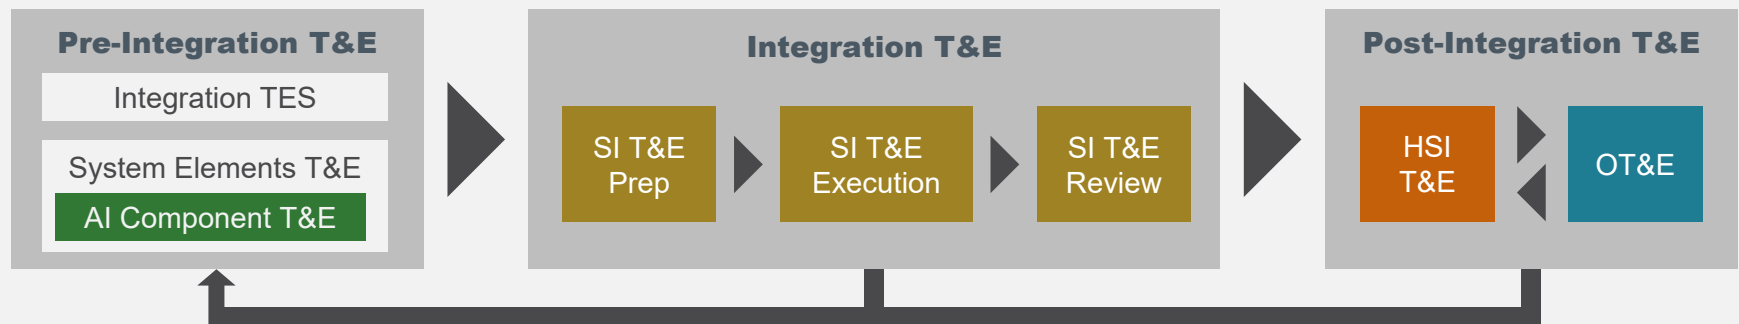 Pre-Integration T&E
Integration TES
System Elements T&E
AI Component T&E
Integration T&E
SI T&E
Prep
SI T&E
Execution
SI T&E
Review
Post-Integration T&E
HSI
T&E
OT&E